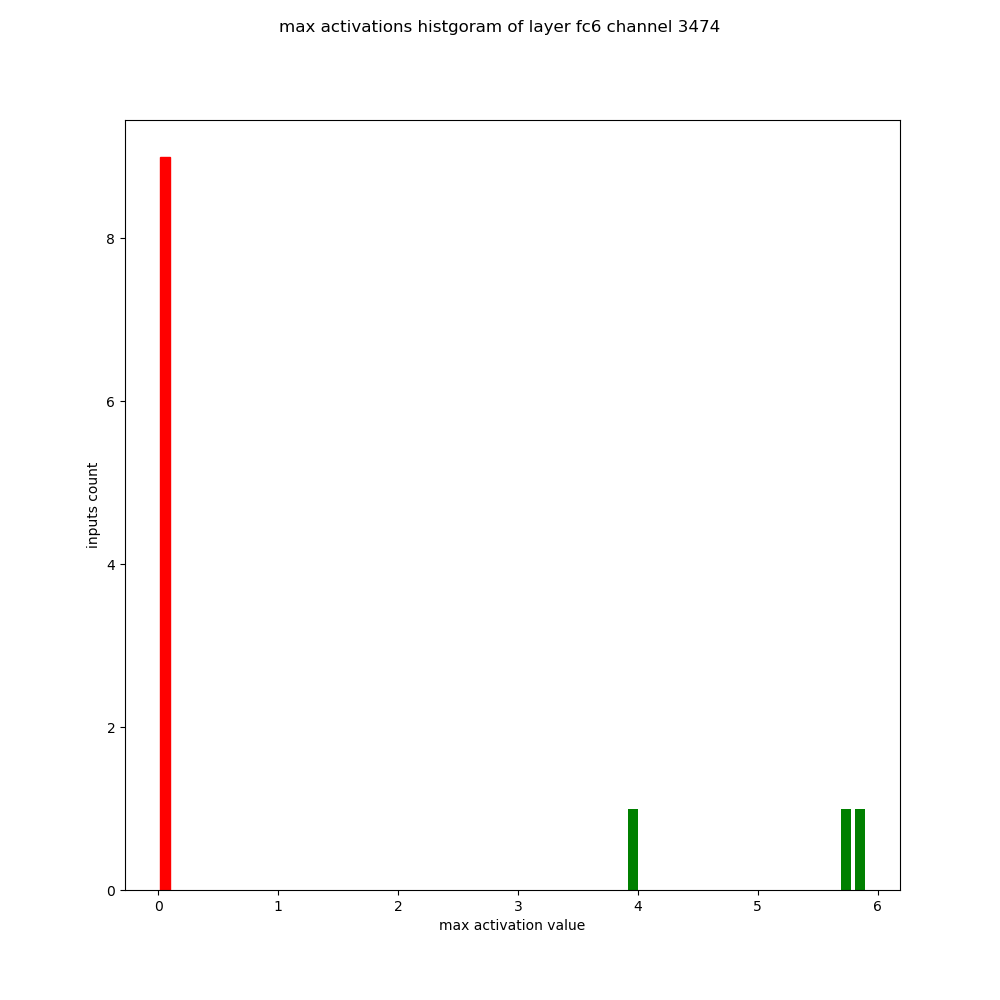 max activations histgoram of layer fc6 channel 3474
8
6
4
2
0
inputs count
0 1 2 3 4 5 6
max activation value